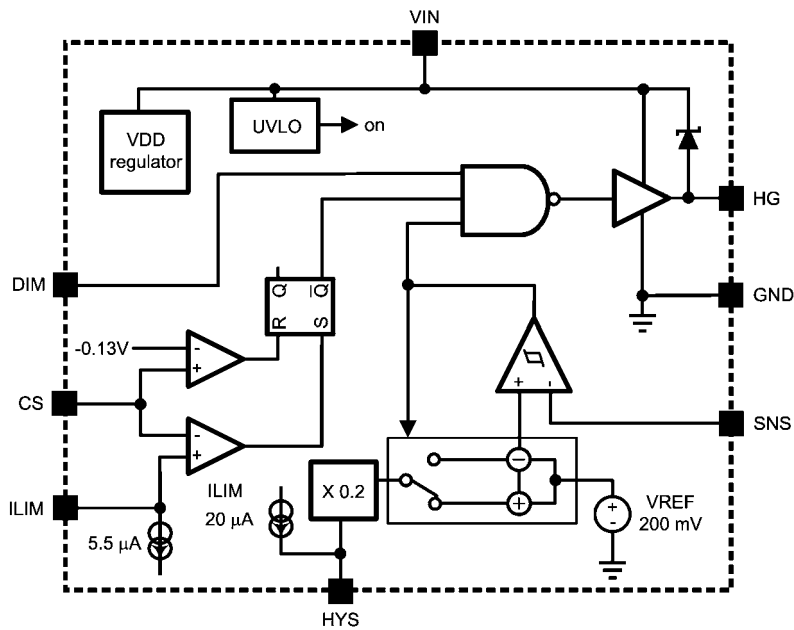 VIN
VDD
regulator
UVLO
on
HG
DIM
Q
Q̅
R
S
GND
-0.13V
-
+
CS
-
+
+
-
SNS
ILIM
5.5 µA
ILIM
20 µA
X 0.2
−
+
+
-
VREF
200 mV
HYS